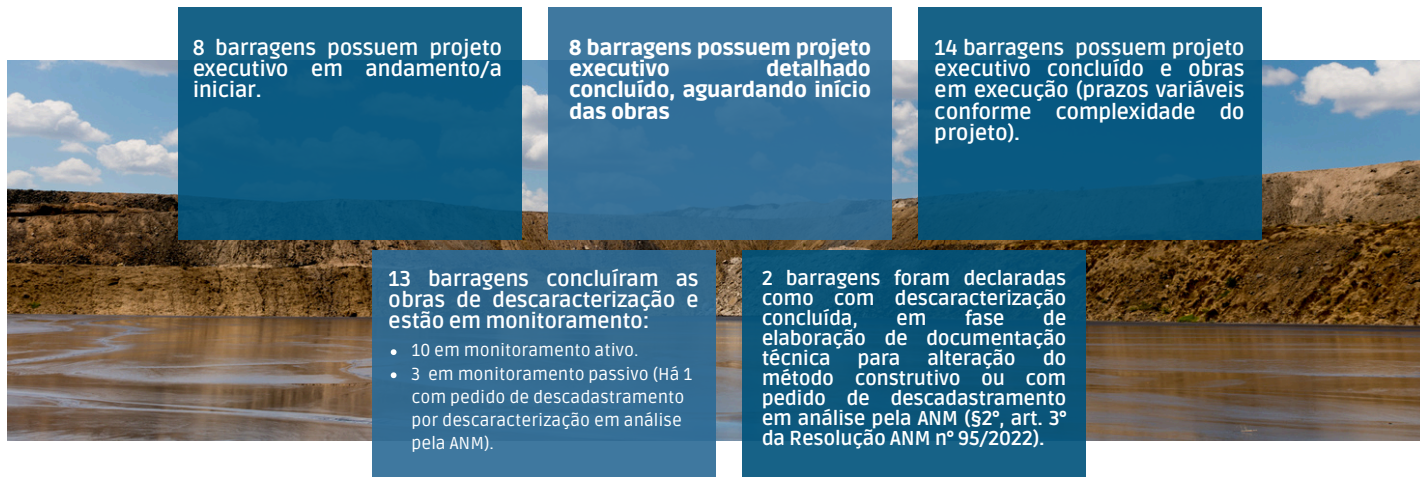 8 barragens possuem projeto
executivo em andamento/a
iniciar.
8 barragens possuem projeto
executivo detalhado
concluído, aguardando início
das obras
14 barragens possuem projeto
executivo concluído e obras
em execução (prazos variáveis
conforme complexidade do
projeto).
13 barragens concluíram as
obras de descaracterização e
estão em monitoramento:
• 10 em monitoramento ativo.
• 3 em monitoramento passivo (Há 1
com pedido de descadastramento
por descaracterização em análise
pela ANM).
2 barragens foram declaradas
como com descaracterização
concluída, em fase de
elaboração de documentação
técnica para alteração do
método construtivo ou com
pedido de descadastramento
em análise pela ANM (§2°, art. 3°
da Resolução ANM n° 95/2022).